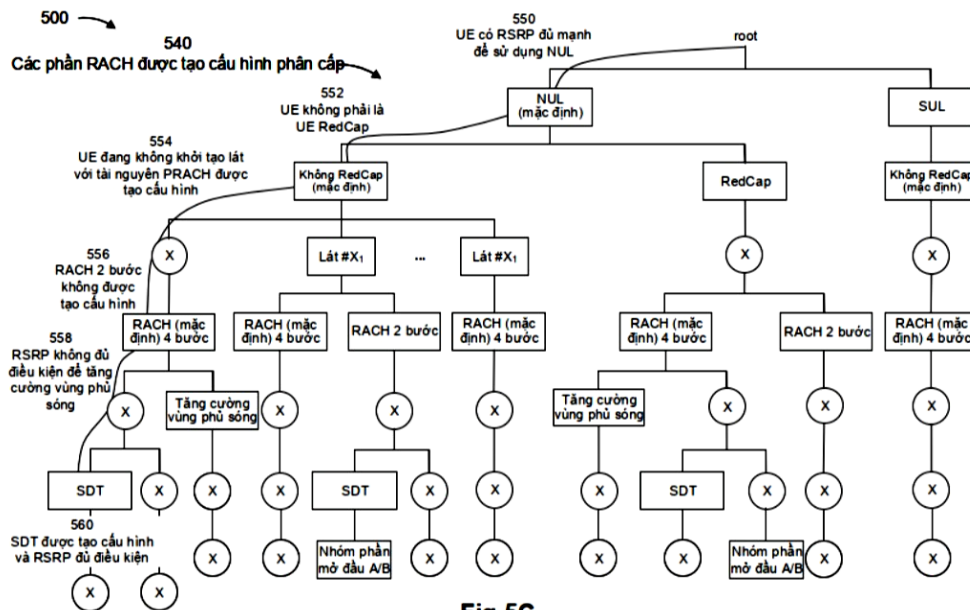 500
540
Các phần RACH được tạo cấu hình phân cấp
550
UE có RSRP đủ mạnh
để sử dụng NUL
root
552
UE không phải là
UE RedCap
NUL
(mặc định)
SUL
554
UE đang không khởi tạo lát
với tài nguyên PRACH được
tạo cấu hình
Không RedCap
(mặc định)
RedCap
Không RedCap
(mặc định)
556
RACH 2 bước
không được
tạo cấu hình
X
Lát #X₁
...
Lát #X₁
X
X
558
RSRP không đủ
điều kiện để tăng
cường vùng phủ
sóng
RACH (mặc
định) 4 bước
RACH (mặc
định) 4 bước
RACH 2 bước
RACH (mặc
định) 4 bước
RACH (mặc
định) 4 bước
RACH 2 bước
RACH (mặc
định) 4 bước
X
Tăng cường
vùng phủ sóng
X
X
X
Tăng cường
vùng phủ sóng
X
X
X
SDT
X
X
X
SDT
X
X
X
SDT
X
X
X
560
SDT được tạo cấu hình
và RSRP đủ điều kiện
X
X
Nhóm phần
mở đầu A/B
X
X
X
X
Nhóm phần
mở đầu A/B
X
X
X
X